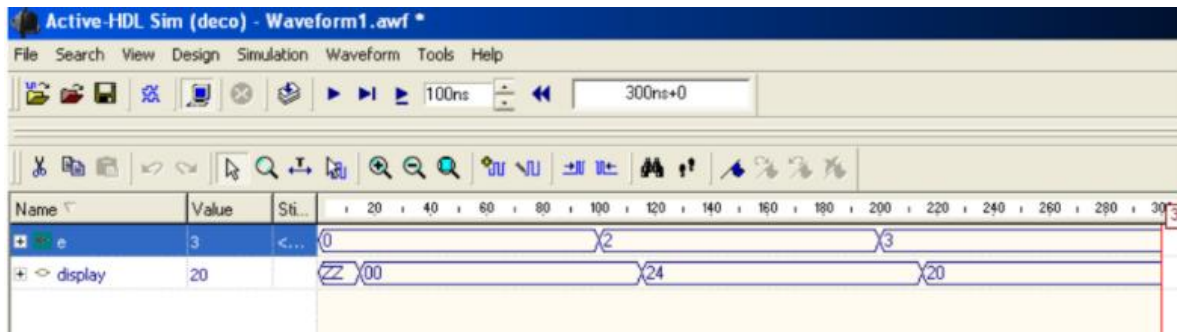 Active-HDL Sim (deco) - Waveform1.awf *
File Search View Design Simulation Waveform Tools Help
100ns 300ns+0
Name Value Sti... 20 40 60 80 100 120 140 160 180 200 220 240 260 280 300 3
e 3 <... 0 2 3
display 20 ZZ 00 24 20